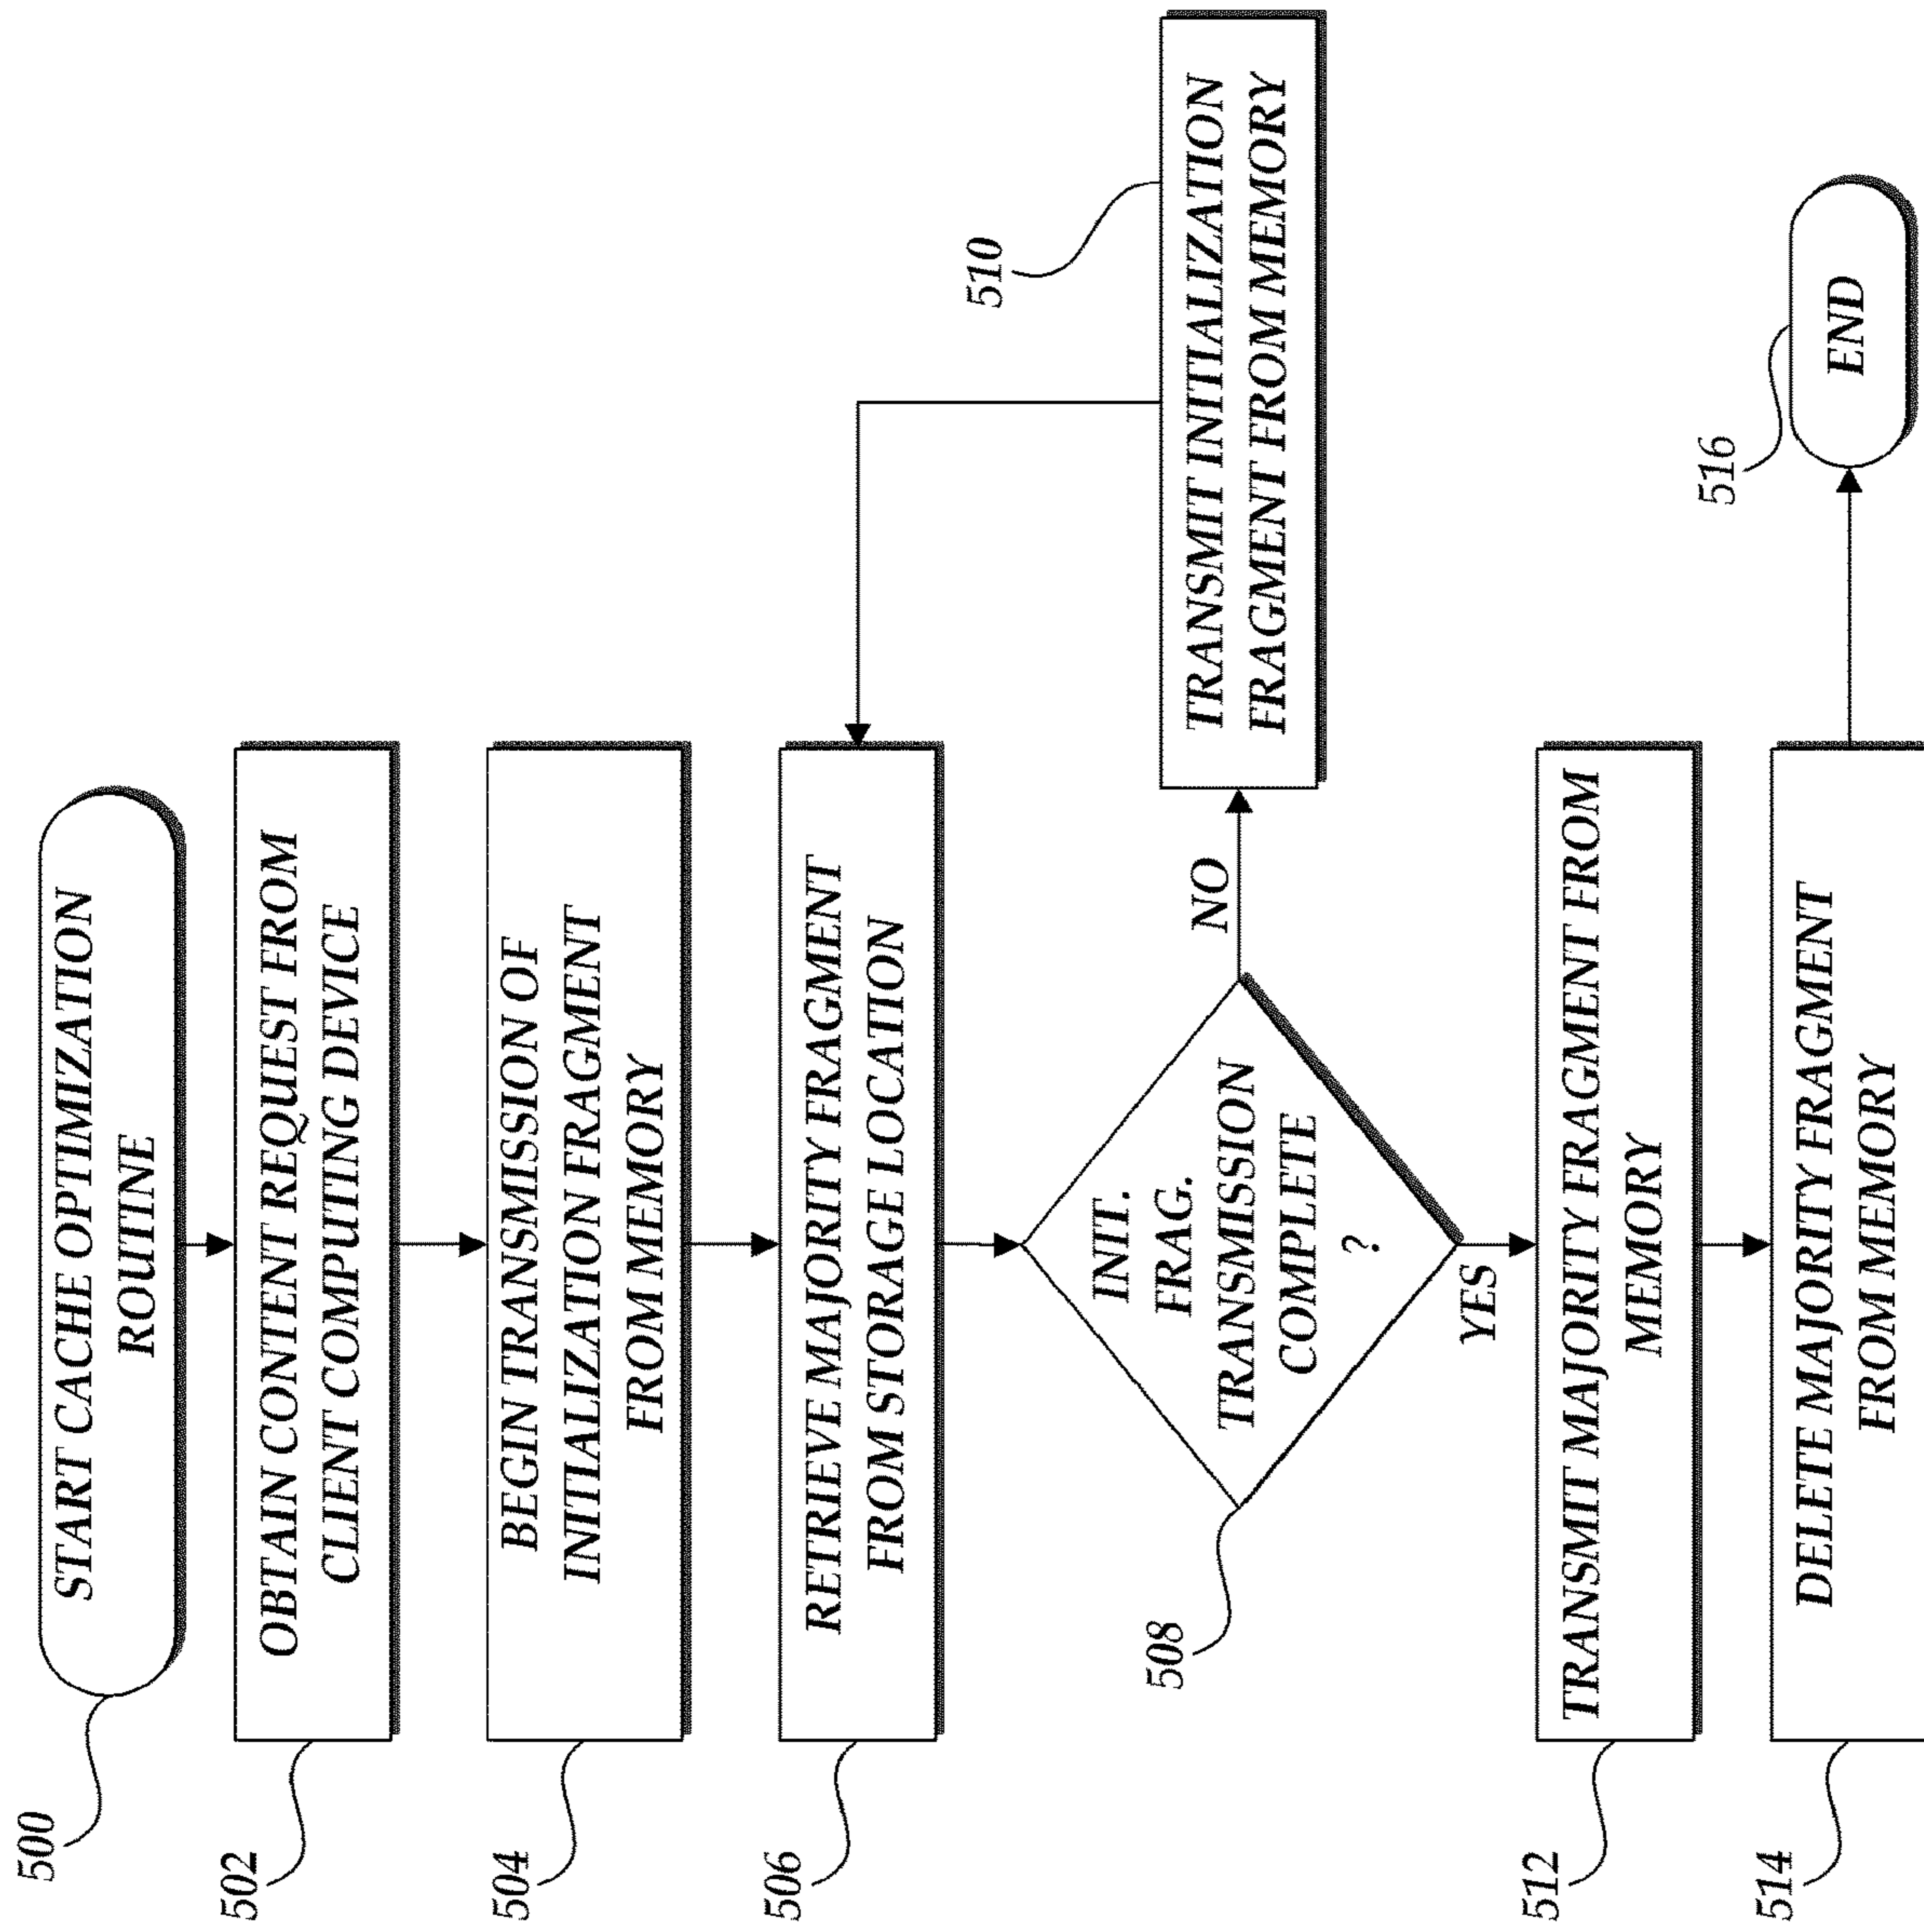 500
START CACHE OPTIMIZATION
ROUTINE
502
OBTAIN CONTENT REQUEST FROM
CLIENT COMPUTING DEVICE
504
BEGIN TRANSMISSION OF
INITIALIZATION FRAGMENT
FROM MEMORY
506
RETRIEVE MAJORITY FRAGMENT
FROM STORAGE LOCATION
508
INIT.
FRAG.
TRANSMISSION
COMPLETE
?
NO
510
TRANSMIT INITIALIZATION
FRAGMENT FROM MEMORY
YES
512
TRANSMIT MAJORITY FRAGMENT FROM
MEMORY
514
DELETE MAJORITY FRAGMENT
FROM MEMORY
516
END